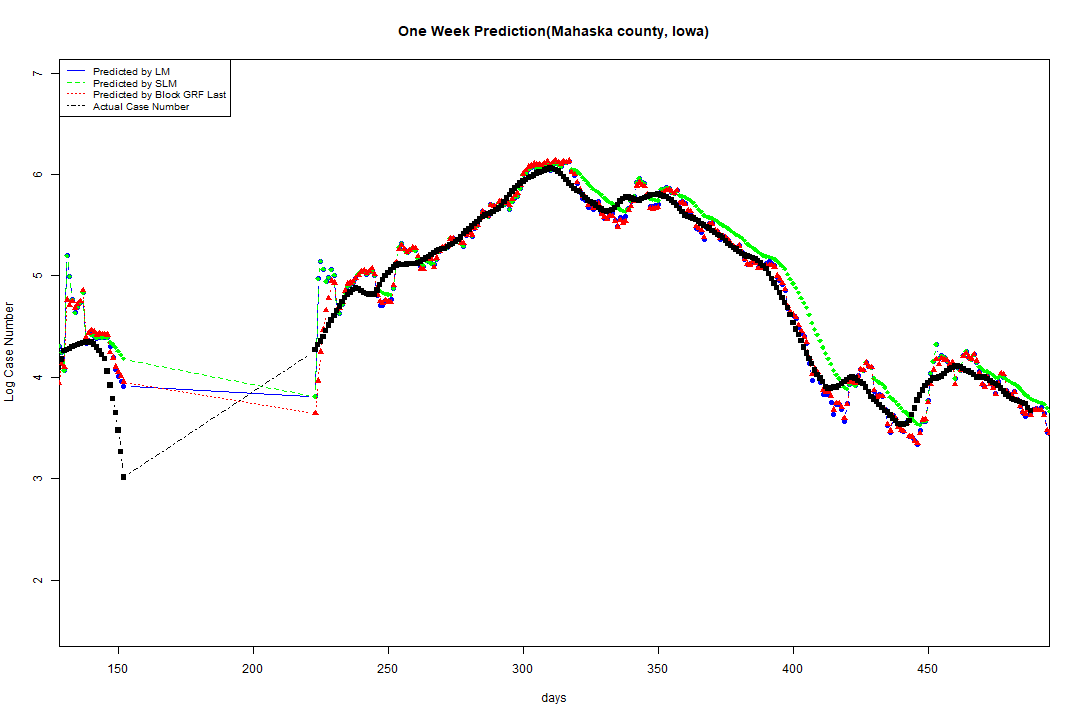 One Week Prediction(Mahaska county, Iowa)
Predicted by LM
Predicted by SLM
Predicted by Block GRF Last
Actual Case Number
7
6
5
4
3
2
Log Case Number
150 200 250 300 350 400 450
days